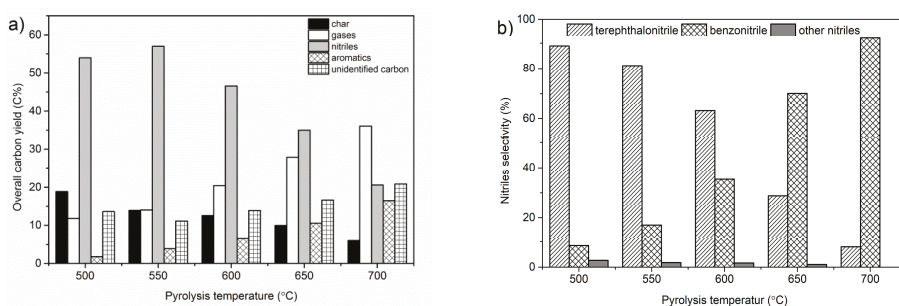 a)
char
gases
nitriles
aromatics
unidentified carbon
Overall carbon yield (C%)
60
50
40
30
20
10
0
500 550 600 650 700
Pyrolysis temperature (°C)
b)
terephthalonitrile benzonitrile other nitriles
Nitriles selectivity (%)
100
80
60
40
20
0
500 550 600 650 700
Pyrolysis temperatur (°C)